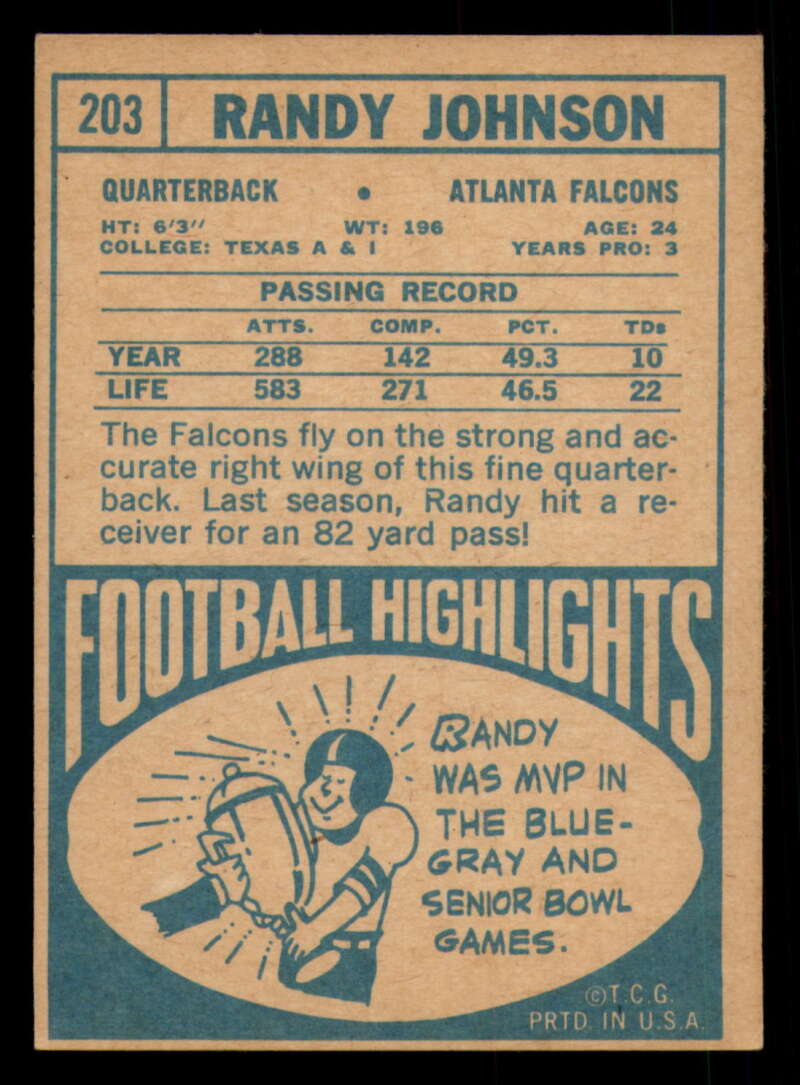 203 RANDY JOHNSON
QUARTERBACK • ATLANTA FALCONS
HT: 6'3" WT: 196 AGE: 24
COLLEGE: TEXAS A & I YEARS PRO: 3
PASSING RECORD
ATTS. COMP. PCT. TDs
YEAR 288 142 49.3 10
LIFE 583 271 46.5 22
The Falcons fly on the strong and ac-
curate right wing of this fine quarter-
back. Last season, Randy hit a re-
ceiver for an 82 yard pass!
FOOTBALL HIGHLIGHTS
RANDY
WAS MVP IN
THE BLUE-
GRAY AND
SENIOR BOWL
GAMES.
©T.C.G.
PRTD. IN U.S.A.